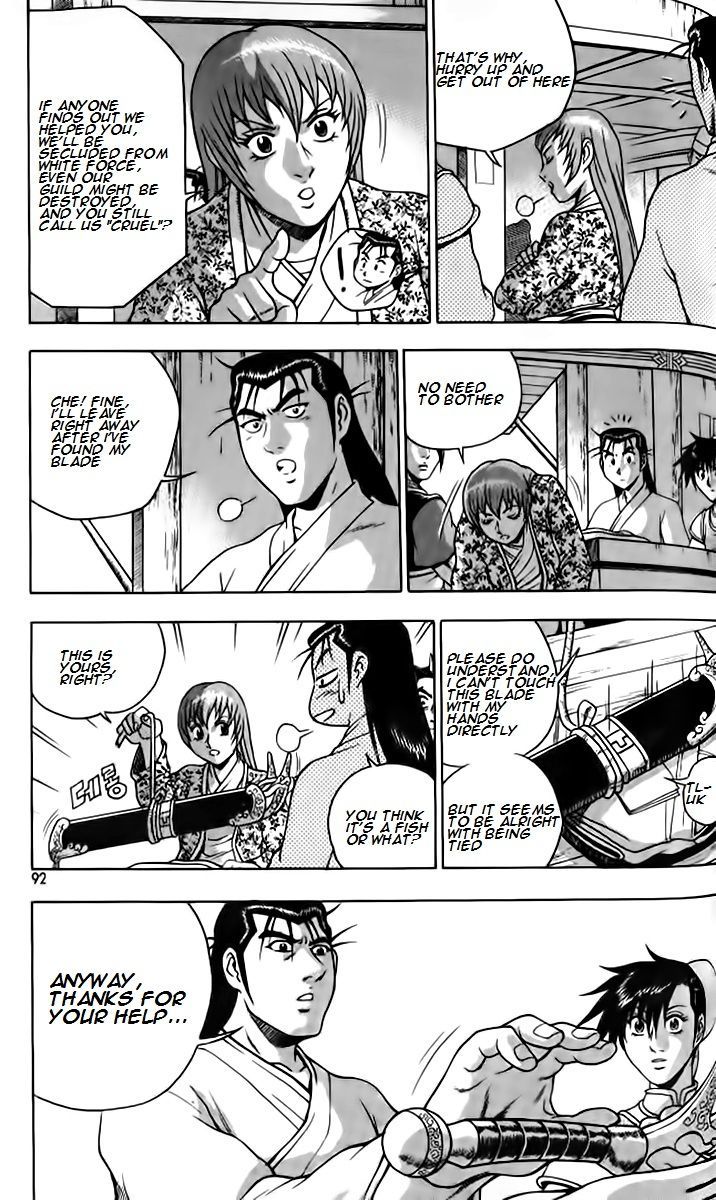 IF ANYONE
FINDS OUT WE
HELPED YOU,
WE'LL BE
SECLUDED FROM
WHITE FORCE,
EVEN OUR
GUILD MIGHT BE
DESTROYED,
AND YOU STILL
CALL US "CRUEL"?
!
THAT'S WHY,
HURRY UP AND
GET OUT OF HERE
CHE! FINE,
I'LL LEAVE
RIGHT AWAY
AFTER I'VE
FOUND MY
BLADE
NO NEED
TO BOTHER
THIS IS
YOURS,
RIGHT?
데롱
YOU THINK
IT'S A FISH
OR WHAT?
PLEASE DO
UNDERSTAND,
I CAN'T TOUCH
THIS BLADE
WITH MY
HANDS
DIRECTLY
BUT IT SEEMS
TO BE ALRIGHT
WITH BEING
TIED
TL-
UK
92
ANYWAY,
THANKS FOR
YOUR HELP...